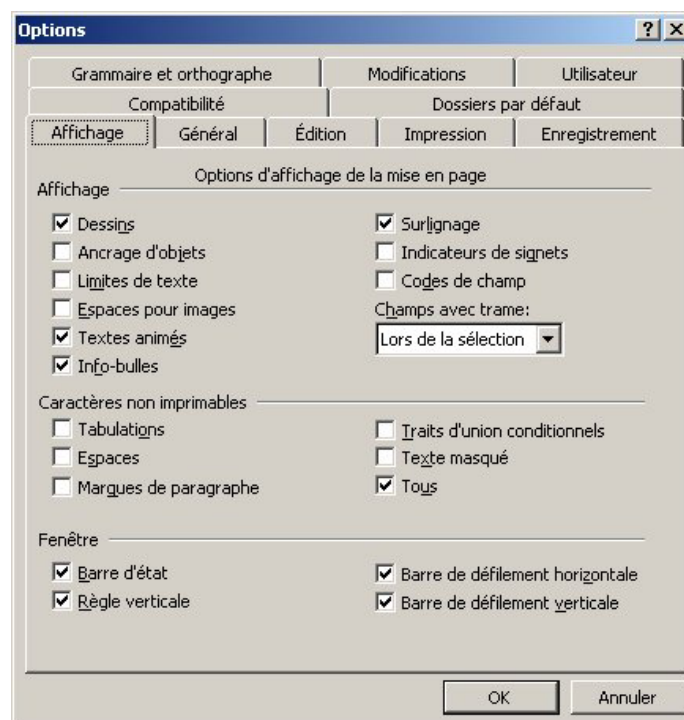 Options
Grammaire et orthographe Modifications Utilisateur
Compatibilité Dossiers par défaut
Affichage Général Édition Impression Enregistrement
Options d'affichage de la mise en page
Affichage
Dessins Surlignage
Ancrage d'objets Indicateurs de signets
Limites de texte Codes de champ
Espaces pour images Champs avec trame:
Textes animés Lors de la sélection
Info-bulles
Caractères non imprimables
Tabulations Traits d'union conditionnels
Espaces Texte masqué
Marques de paragraphe Tous
Fenêtre
Barre d'état Barre de défilement horizontale
Règle verticale Barre de défilement verticale
OK Annuler